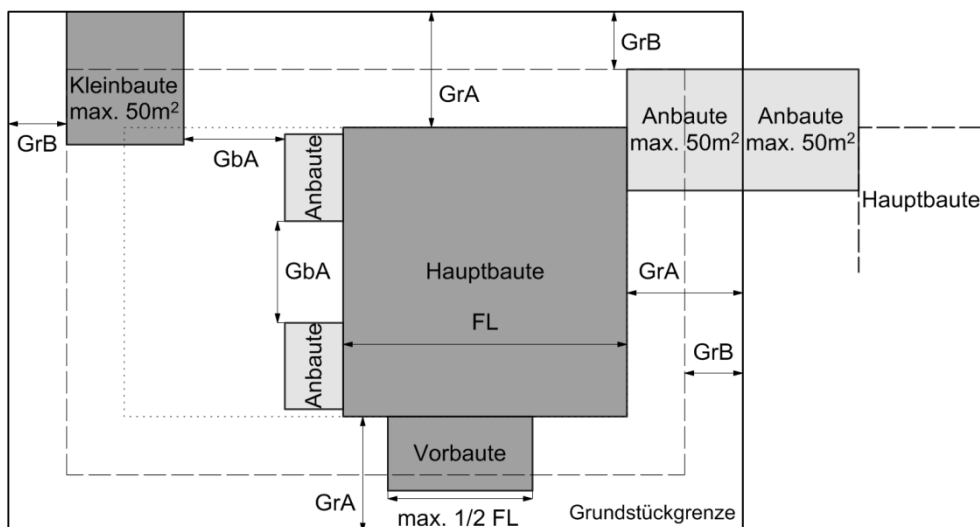 GrB
Kleinbaute
max. 50m²
GrA
Anbaute
max. 50m²
Anbaute
max. 50m²
GrB
GbA
Anbaute
Hauptbaute
GbA
Hauptbaute
GrA
FL
GrB
Anbaute
Vorbaute
GrA
max. 1/2 FL
Grundstückgrenze